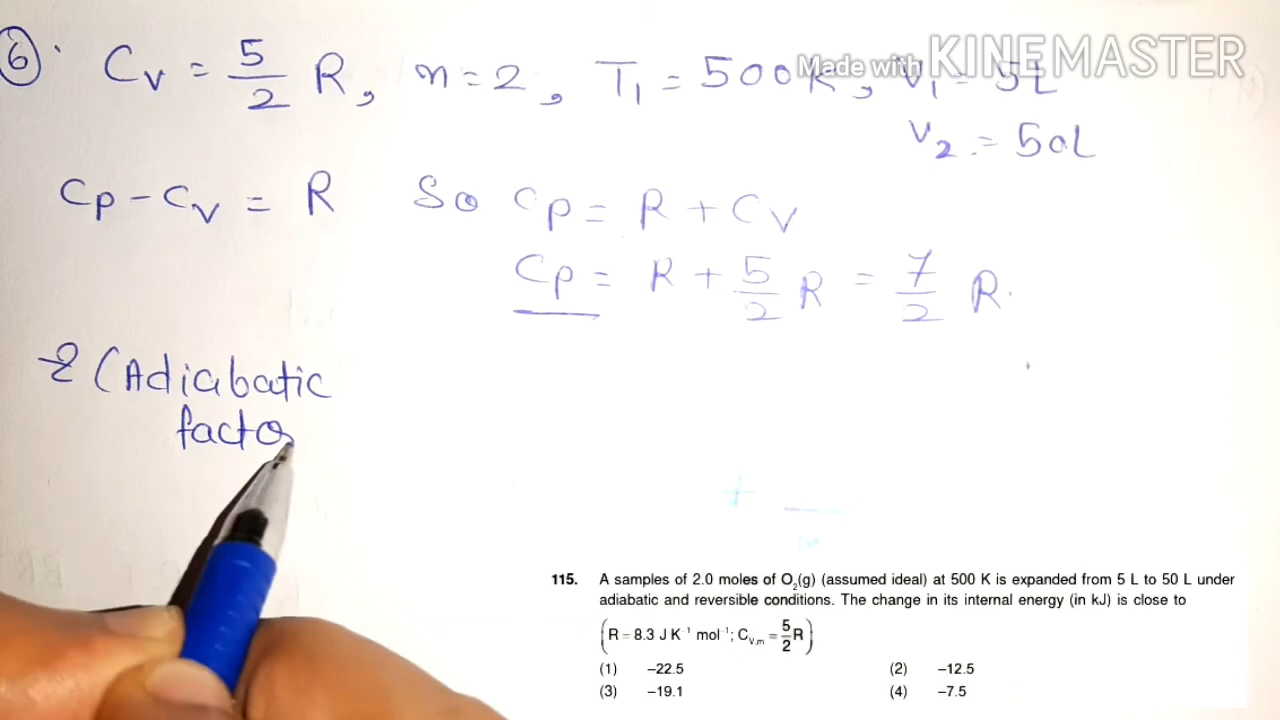 6. Cv = 5/2 R, n = 2, T1 = 500K, V1 = 5L
Made with KINEMASTER
V2 = 50L
Cp - Cv = R So Cp = R + Cv
Cp = R + 5/2 R = 7/2 R.
(Adiabatic
facto
115. A samples of 2.0 moles of O2(g) (assumed ideal) at 500 K is expanded from 5 L to 50 L under
adiabatic and reversible conditions. The change in its internal energy (in kJ) is close to
(R = 8.3 J K⁻¹ mol⁻¹; Cv,m = 5/2 R)
(1) −22.5 (2) −12.5
(3) −19.1 (4) −7.5